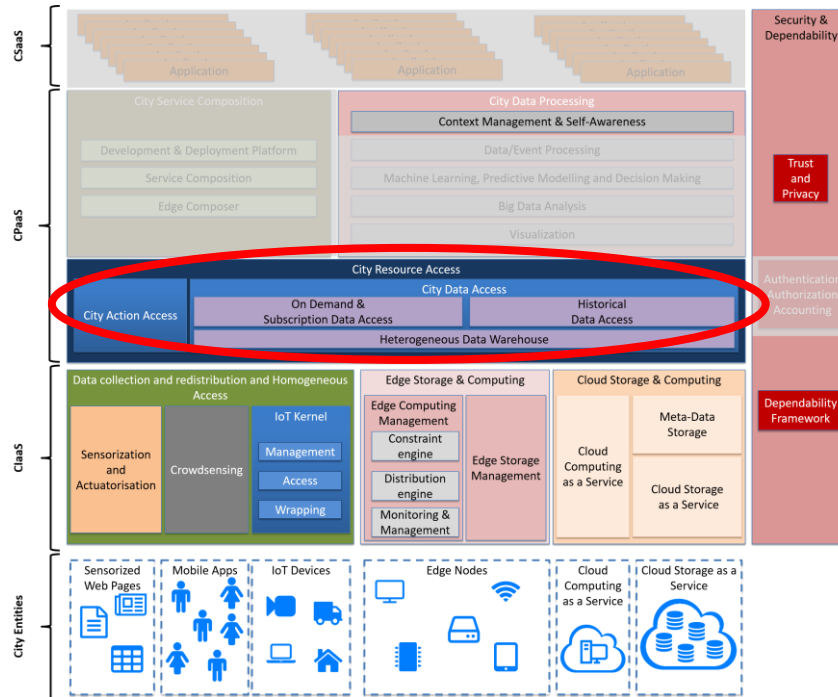 CSaaS
Application
Application
Application
Security &
Dependability
CPaaS
City Service Composition
Development & Deployment Platform
Service Composition
Edge Composer
City Data Processing
Context Management & Self-Awareness
Data/Event Processing
Machine Learning, Predictive Modelling and Decision Making
Big Data Analysis
Visualization
Trust
and
Privacy
City Resource Access
City Action Access
City Data Access
On Demand &
Subscription Data Access
Historical
Data Access
Heterogeneous Data Warehouse
Authentication
Authorization
Accounting
CIaaS
Data collection and redistribution and Homogeneous
Access
Sensorization
and
Actuatorisation
Crowdsensing
IoT Kernel
Management
Access
Wrapping
Edge Storage & Computing
Edge Computing
Management
Constraint
engine
Distribution
engine
Monitoring &
Management
Edge Storage
Management
Cloud Storage & Computing
Cloud
Computing
as a Service
Meta-Data
Storage
Cloud Storage
as a Service
Dependability
Framework
City Entities
Sensorized
Web Pages
Mobile Apps
IoT Devices
Edge Nodes
Cloud
Computing
as a Service
Cloud Storage as a
Service